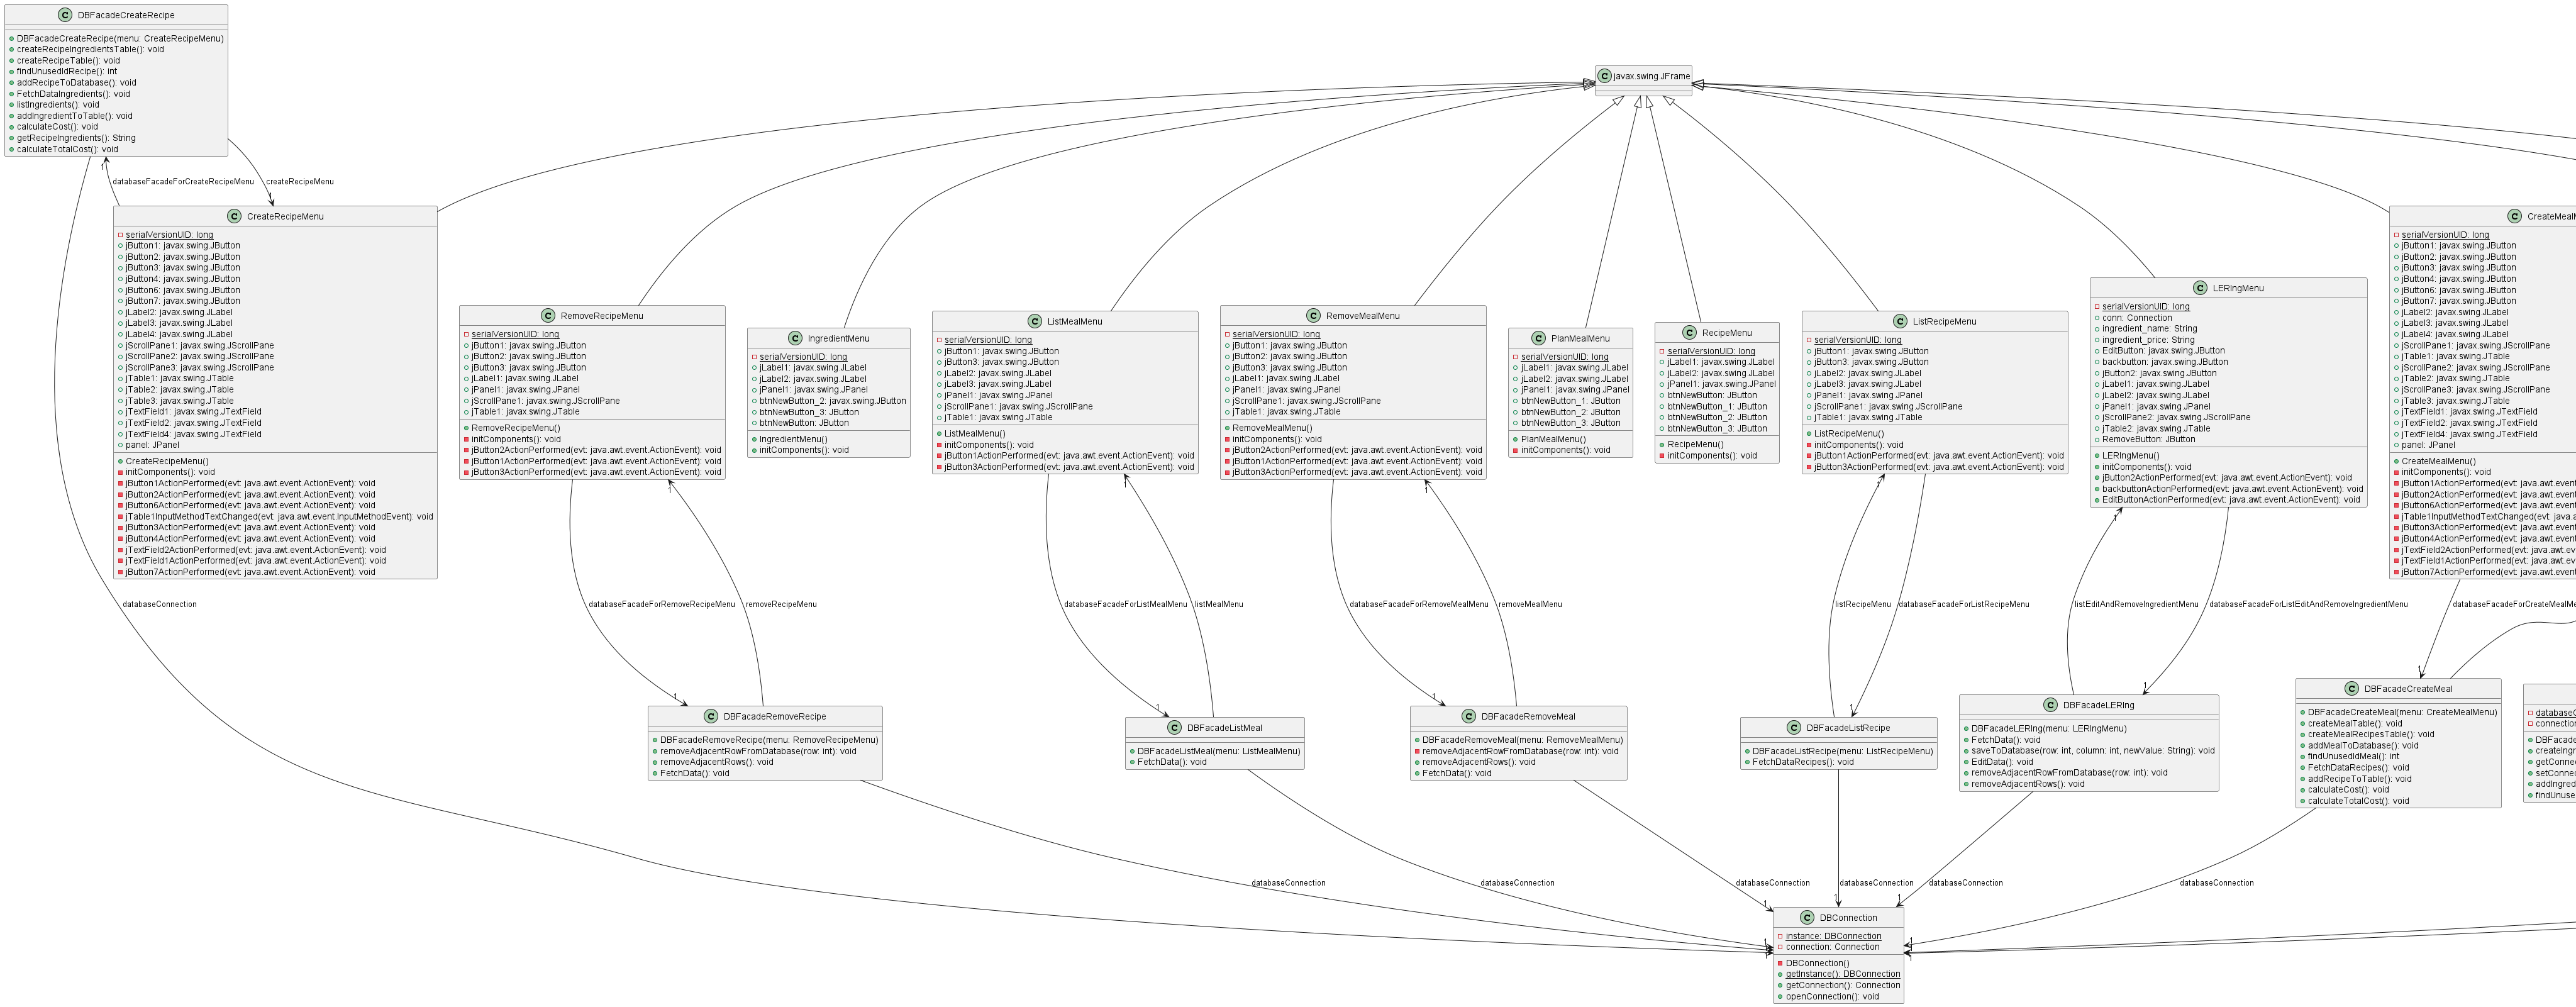 C DBFacadeCreateRecipe
DBFacadeCreateRecipe(menu: CreateRecipeMenu)
createRecipeIngredientsTable(): void
createRecipeTable(): void
findUnusedIdRecipe(): int
addRecipeToDatabase(): void
FetchDataIngredients(): void
listIngredients(): void
addIngredientToTable(): void
calculateCost(): void
getRecipeIngredients(): String
calculateTotalCost(): void
C javax.swing.JFrame
1
databaseFacadeForCreateRecipeMenu
createRecipeMenu
1
C CreateRecipeMenu
serialVersionUID: long
jButton1: javax.swing.JButton
jButton2: javax.swing.JButton
jButton3: javax.swing.JButton
jButton4: javax.swing.JButton
jButton6: javax.swing.JButton
jButton7: javax.swing.JButton
jLabel2: javax.swing.JLabel
jLabel3: javax.swing.JLabel
jLabel4: javax.swing.JLabel
jScrollPane1: javax.swing.JScrollPane
jScrollPane2: javax.swing.JScrollPane
jScrollPane3: javax.swing.JScrollPane
jTable1: javax.swing.JTable
jTable2: javax.swing.JTable
jTable3: javax.swing.JTable
jTextField1: javax.swing.JTextField
jTextField2: javax.swing.JTextField
jTextField4: javax.swing.JTextField
panel: JPanel
CreateRecipeMenu()
initComponents(): void
jButton1ActionPerformed(evt: java.awt.event.ActionEvent): void
jButton2ActionPerformed(evt: java.awt.event.ActionEvent): void
jButton6ActionPerformed(evt: java.awt.event.ActionEvent): void
jTable1InputMethodTextChanged(evt: java.awt.event.InputMethodEvent): void
jButton3ActionPerformed(evt: java.awt.event.ActionEvent): void
jButton4ActionPerformed(evt: java.awt.event.ActionEvent): void
jTextField2ActionPerformed(evt: java.awt.event.ActionEvent): void
jTextField1ActionPerformed(evt: java.awt.event.ActionEvent): void
jButton7ActionPerformed(evt: java.awt.event.ActionEvent): void
C RemoveRecipeMenu
serialVersionUID: long
jButton1: javax.swing.JButton
jButton2: javax.swing.JButton
jButton3: javax.swing.JButton
jLabel1: javax.swing.JLabel
jPanel1: javax.swing.JPanel
jScrollPane1: javax.swing.JScrollPane
jTable1: javax.swing.JTable
RemoveRecipeMenu()
initComponents(): void
jButton2ActionPerformed(evt: java.awt.event.ActionEvent): void
jButton1ActionPerformed(evt: java.awt.event.ActionEvent): void
jButton3ActionPerformed(evt: java.awt.event.ActionEvent): void
C IngredientMenu
serialVersionUID: long
jLabel1: javax.swing.JLabel
jLabel2: javax.swing.JLabel
jPanel1: javax.swing.JPanel
btnNewButton_2: javax.swing.JButton
btnNewButton_3: JButton
btnNewButton: JButton
IngredientMenu()
initComponents(): void
C ListMealMenu
serialVersionUID: long
jButton1: javax.swing.JButton
jButton3: javax.swing.JButton
jLabel2: javax.swing.JLabel
jLabel3: javax.swing.JLabel
jPanel1: javax.swing.JPanel
jScrollPane1: javax.swing.JScrollPane
jTable1: javax.swing.JTable
ListMealMenu()
initComponents(): void
jButton1ActionPerformed(evt: java.awt.event.ActionEvent): void
jButton3ActionPerformed(evt: java.awt.event.ActionEvent): void
C RemoveMealMenu
serialVersionUID: long
jButton1: javax.swing.JButton
jButton2: javax.swing.JButton
jButton3: javax.swing.JButton
jLabel1: javax.swing.JLabel
jPanel1: javax.swing.JPanel
jScrollPane1: javax.swing.JScrollPane
jTable1: javax.swing.JTable
RemoveMealMenu()
initComponents(): void
jButton2ActionPerformed(evt: java.awt.event.ActionEvent): void
jButton1ActionPerformed(evt: java.awt.event.ActionEvent): void
jButton3ActionPerformed(evt: java.awt.event.ActionEvent): void
C PlanMealMenu
serialVersionUID: long
jLabel1: javax.swing.JLabel
jLabel2: javax.swing.JLabel
jPanel1: javax.swing.JPanel
btnNewButton_1: JButton
btnNewButton_2: JButton
btnNewButton_3: JButton
PlanMealMenu()
initComponents(): void
C RecipeMenu
serialVersionUID: long
jLabel1: javax.swing.JLabel
jLabel2: javax.swing.JLabel
jPanel1: javax.swing.JPanel
btnNewButton: JButton
btnNewButton_1: JButton
btnNewButton_2: JButton
btnNewButton_3: JButton
RecipeMenu()
initComponents(): void
C ListRecipeMenu
serialVersionUID: long
jButton1: javax.swing.JButton
jButton3: javax.swing.JButton
jLabel2: javax.swing.JLabel
jLabel3: javax.swing.JLabel
jPanel1: javax.swing.JPanel
jScrollPane1: javax.swing.JScrollPane
jTable1: javax.swing.JTable
ListRecipeMenu()
initComponents(): void
jButton1ActionPerformed(evt: java.awt.event.ActionEvent): void
jButton3ActionPerformed(evt: java.awt.event.ActionEvent): void
C LERIngMenu
serialVersionUID: long
conn: Connection
ingredient_name: String
ingredient_price: String
EditButton: javax.swing.JButton
backbutton: javax.swing.JButton
jButton2: javax.swing.JButton
jLabel1: javax.swing.JLabel
jLabel2: javax.swing.JLabel
jPanel1: javax.swing.JPanel
jScrollPane2: javax.swing.JScrollPane
jTable2: javax.swing.JTable
RemoveButton: JButton
LERIngMenu()
initComponents(): void
jButton2ActionPerformed(evt: java.awt.event.ActionEvent): void
backbuttonActionPerformed(evt: java.awt.event.ActionEvent): void
EditButtonActionPerformed(evt: java.awt.event.ActionEvent): void
C CreateMealM
serialVersionUID: long
jButton1: javax.swing.JButton
jButton2: javax.swing.JButton
jButton3: javax.swing.JButton
jButton4: javax.swing.JButton
jButton6: javax.swing.JButton
jButton7: javax.swing.JButton
jLabel2: javax.swing.JLabel
jLabel3: javax.swing.JLabel
jLabel4: javax.swing.JLabel
jScrollPane1: javax.swing.JScrollPane
jTable1: javax.swing.JTable
jScrollPane2: javax.swing.JScrollPane
jTable2: javax.swing.JTable
jScrollPane3: javax.swing.JScrollPane
jTable3: javax.swing.JTable
jTextField1: javax.swing.JTextField
jTextField2: javax.swing.JTextField
jTextField4: javax.swing.JTextField
panel: JPanel
CreateMealMenu()
initComponents(): void
jButton1ActionPerformed(evt: java.awt.event
jButton2ActionPerformed(evt: java.awt.event
jButton6ActionPerformed(evt: java.awt.event
jTable1InputMethodTextChanged(evt: java.a
jButton3ActionPerformed(evt: java.awt.event
jButton4ActionPerformed(evt: java.awt.event
jTextField2ActionPerformed(evt: java.awt.ev
jTextField1ActionPerformed(evt: java.awt.ev
jButton7ActionPerformed(evt: java.awt.event
1
1
1
1
1
databaseConnection
databaseFacadeForRemoveRecipeMenu
removeRecipeMenu
databaseFacadeForListMealMenu
listMealMenu
databaseFacadeForRemoveMealMenu
removeMealMenu
listRecipeMenu
databaseFacadeForListRecipeMenu
listEditAndRemoveIngredientMenu
databaseFacadeForListEditAndRemoveIngredientMenu
databaseFacadeForCreateMealMe
1
1
1
1
1
1
C DBFacadeRemoveRecipe
DBFacadeRemoveRecipe(menu: RemoveRecipeMenu)
removeAdjacentRowFromDatabase(row: int): void
removeAdjacentRows(): void
FetchData(): void
C DBFacadeListMeal
DBFacadeListMeal(menu: ListMealMenu)
FetchData(): void
C DBFacadeRemoveMeal
DBFacadeRemoveMeal(menu: RemoveMealMenu)
removeAdjacentRowFromDatabase(row: int): void
removeAdjacentRows(): void
FetchData(): void
C DBFacadeListRecipe
DBFacadeListRecipe(menu: ListRecipeMenu)
FetchDataRecipes(): void
C DBFacadeLERIng
DBFacadeLERIng(menu: LERIngMenu)
FetchData(): void
saveToDatabase(row: int, column: int, newValue: String): void
EditData(): void
removeAdjacentRowFromDatabase(row: int): void
removeAdjacentRows(): void
C DBFacadeCreateMeal
DBFacadeCreateMeal(menu: CreateMealMenu)
createMealTable(): void
createMealRecipesTable(): void
addMealToDatabase(): void
findUnusedIdMeal(): int
FetchDataRecipes(): void
addRecipeToTable(): void
calculateCost(): void
calculateTotalCost(): void
databaseC
connection
DBFacade
createIngr
getConnec
setConnec
addIngred
findUnused
databaseConnection
databaseConnection
databaseConnection
databaseConnection
databaseConnection
databaseConnection
1
1
1
1
1
1
C DBConnection
instance: DBConnection
connection: Connection
DBConnection()
getInstance(): DBConnection
getConnection(): Connection
openConnection(): void